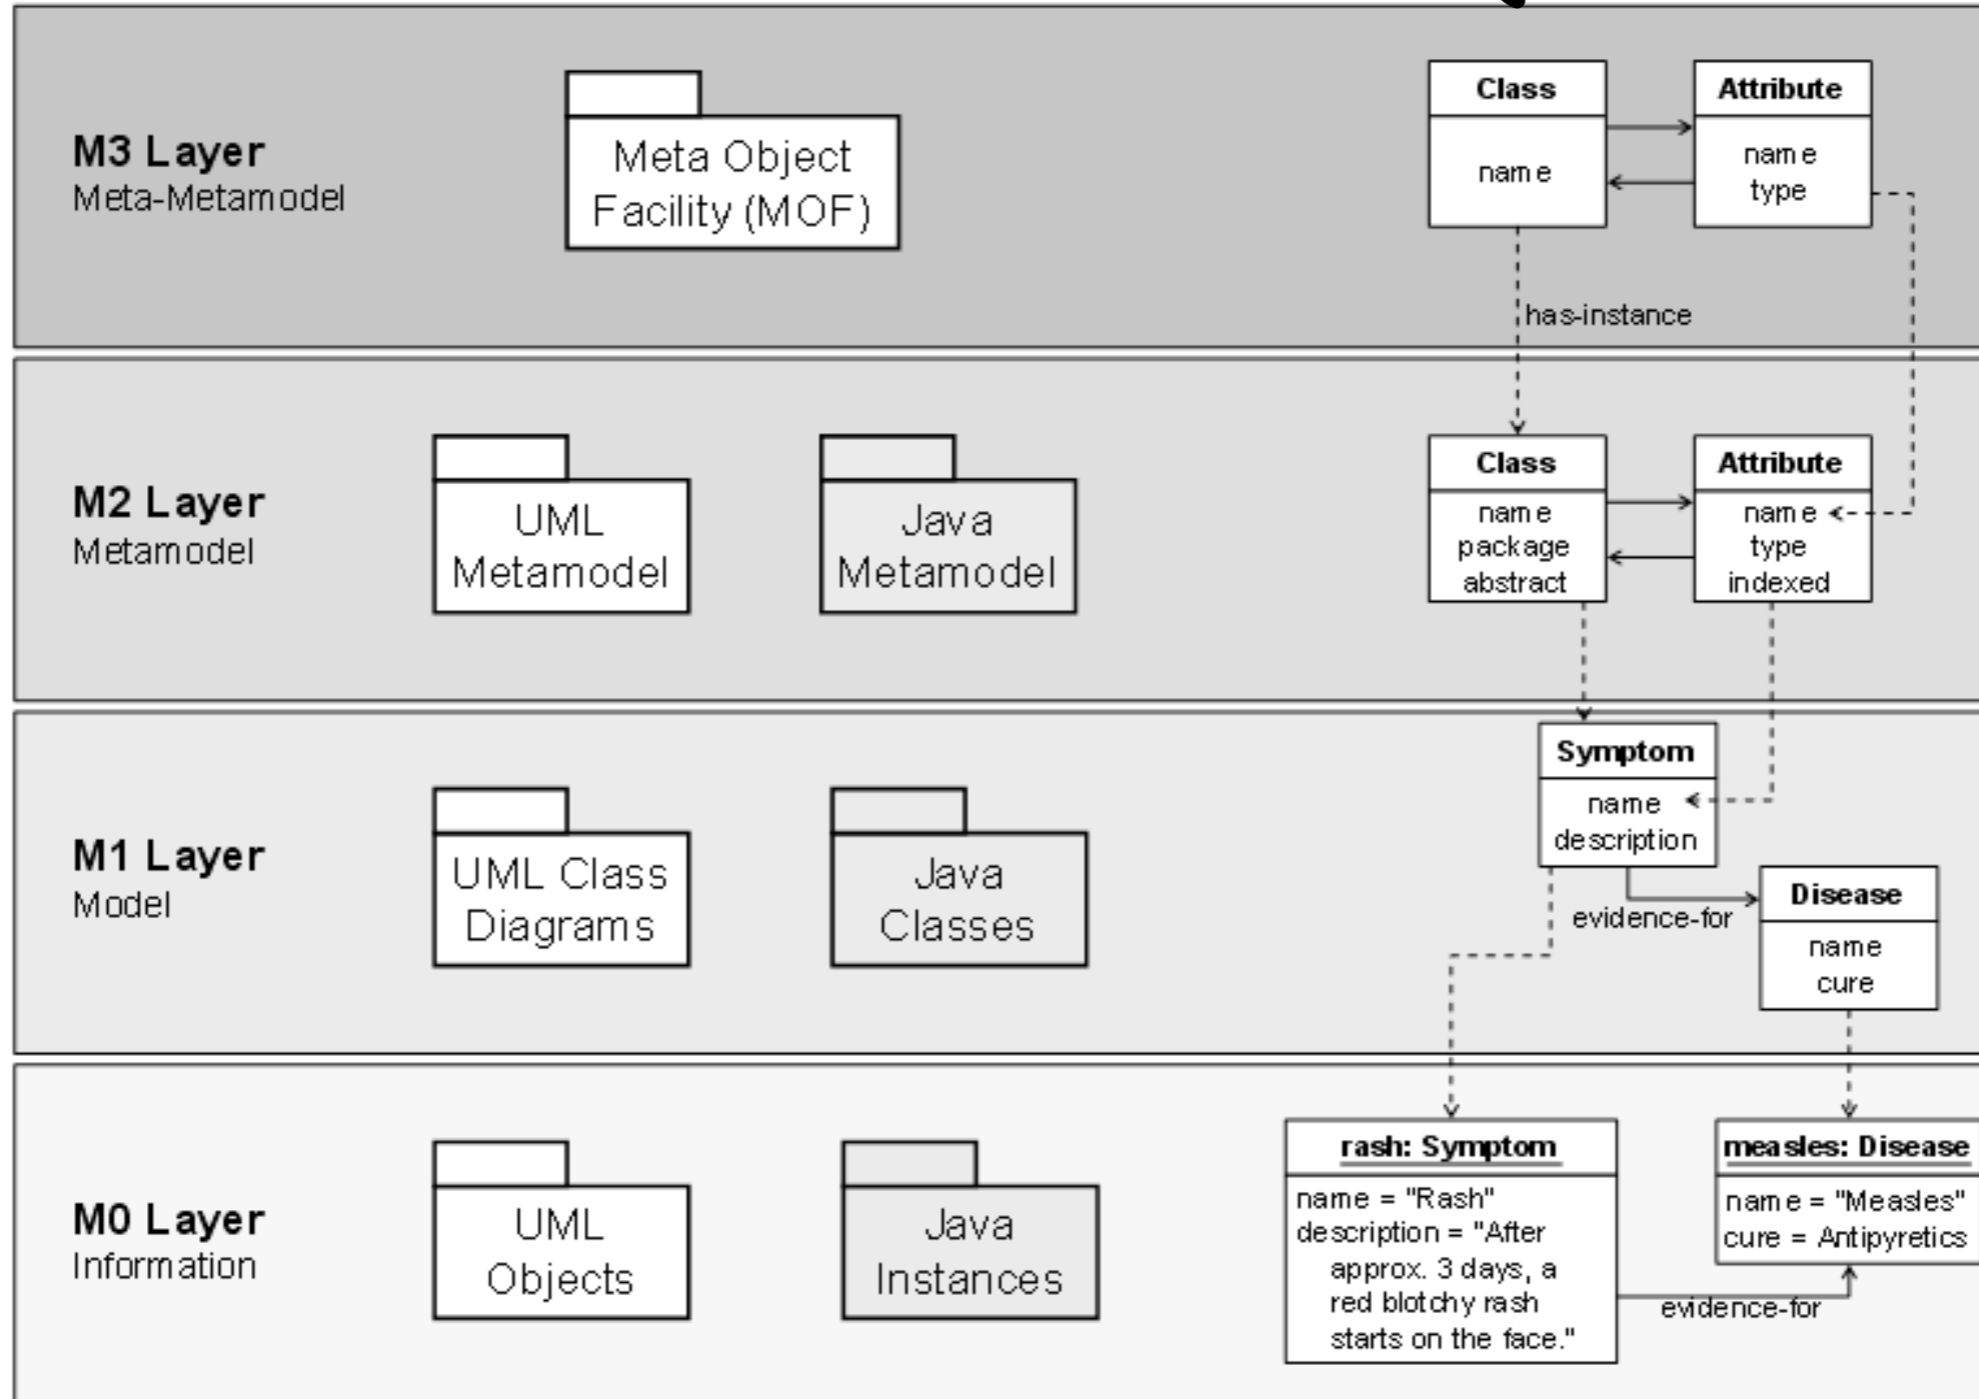 M3 Layer
Meta-Metamodel
Meta Object
Facility (MOF)
Class
name
Attribute
name
type
has-instance
M2 Layer
Metamodel
UML
Metamodel
Java
Metamodel
Class
name
package
abstract
Attribute
name
type
indexed
M1 Layer
Model
UML Class
Diagrams
Java
Classes
Symptom
name
description
evidence-for
Disease
name
cure
M0 Layer
Information
UML
Objects
Java
Instances
rash: Symptom
name = "Rash"
description = "After
approx. 3 days, a
red blotchy rash
starts on the face."
evidence-for
measles: Disease
name = "Measles"
cure = Antipyretics